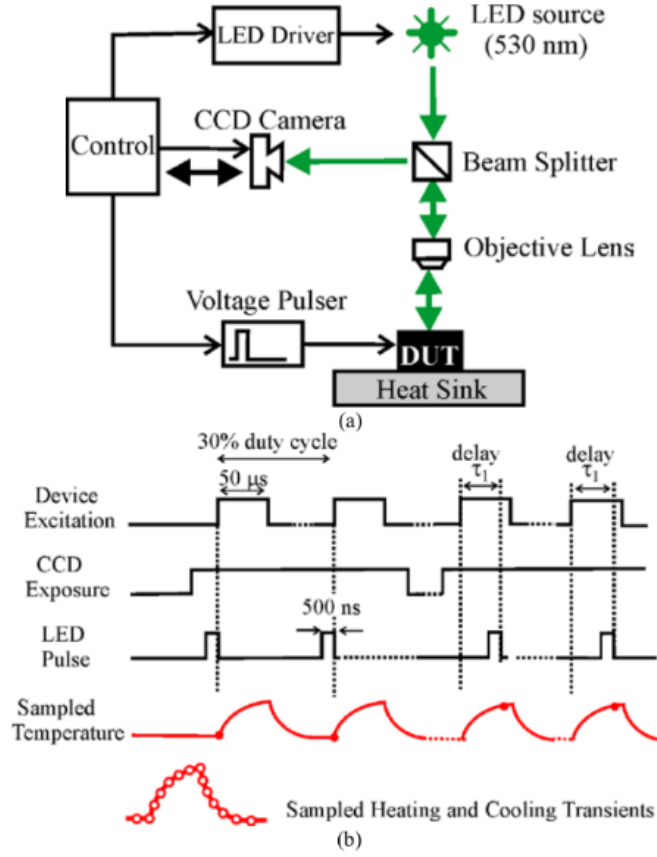 LED Driver
LED source
(530 nm)
Control
CCD Camera
Beam Splitter
Objective Lens
Voltage Pulser
DUT
Heat Sink
(a)
30% duty cycle
50 μs
delay
τ1
delay
τ1
Device
Excitation
CCD
Exposure
500 ns
LED
Pulse
Sampled
Temperature
Sampled Heating and Cooling Transients
(b)